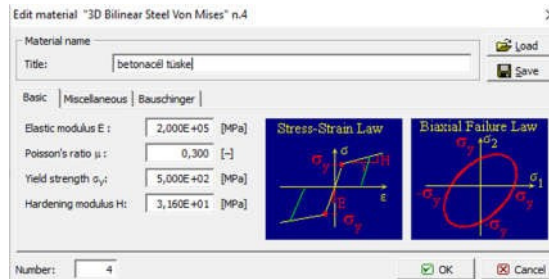 Edit material "3D Bilinear Steel Von Mises" n.4
Material name
Title: betonacél tüske
Load
Save
Basic Miscellaneous Bauschinger
Elastic modulus E : 2,000E+05 [MPa]
Poisson's ratio μ : 0,300 [-]
Yield strength σy: 5,000E+02 [MPa]
Hardening modulus H: 3,160E+01 [MPa]
Stress-Strain Law
σ
σy
H
ε
E
σy
Biaxial Failure Law
σ2
σy
σ1
-σy
σy
-σy
Number: 4
OK
Cancel